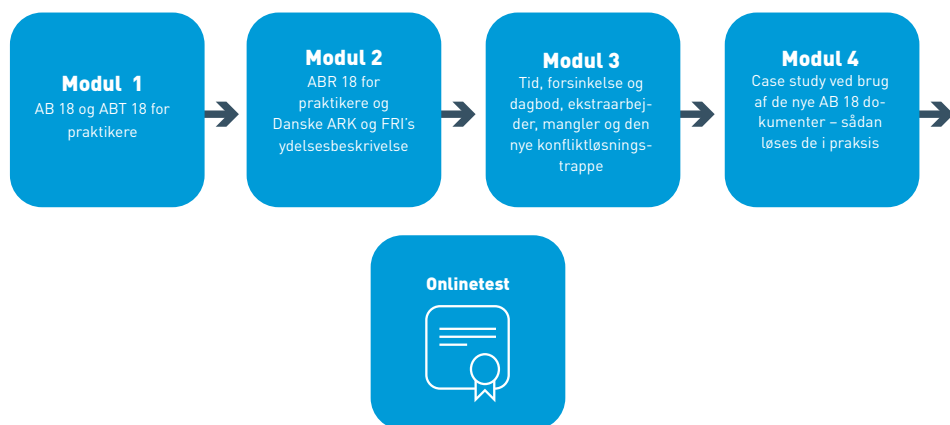 Modul 1
AB 18 og ABT 18 for
praktikere
Modul 2
ABR 18 for
praktikere og
Danske ARK og FRI's
ydelsesbeskrivelse
Modul 3
Tid, forsinkelse og
dagbod, ekstraarbej-
der, mangler og den
nye konfliktløsnings-
trappe
Modul 4
Case study ved brug
af de nye AB 18 do-
kumenter – sådan
løses de i praksis
Onlinetest